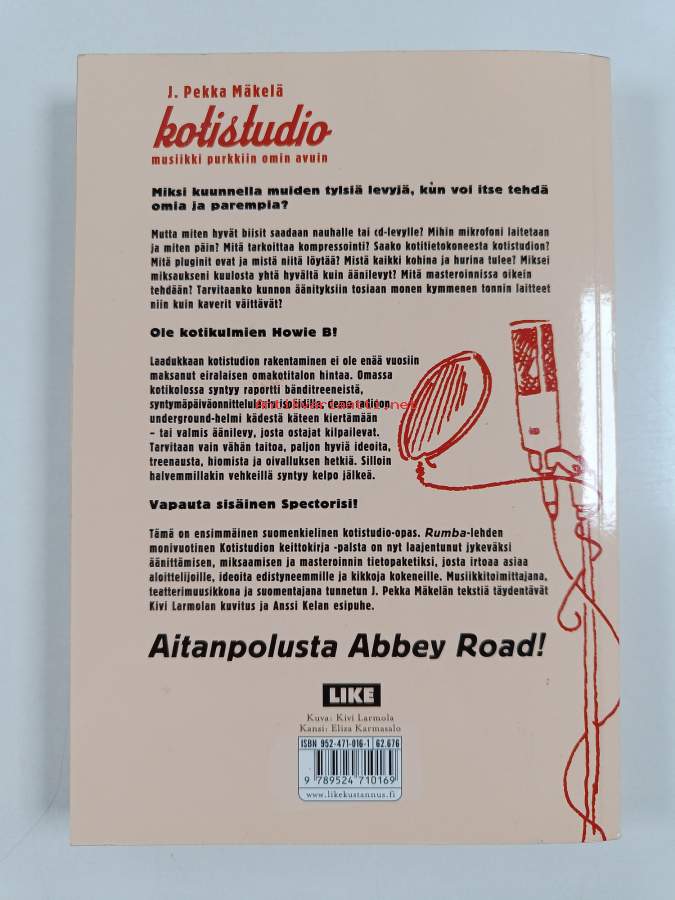 J. Pekka Mäkelä
kotistudio
musiikki purkkiin omin avuin
Miksi kuunnella muiden tylsiä levyjä, kun voi itse tehdä
omia ja parempia?
Mutta miten hyvät biisit saadaan nauhalle tai cd-levylle? Mihin mikrofoni laitetaan
ja miten päin? Mitä tarkoittaa kompressointi? Saako kotitietokoneesta kotistudion?
Mitä pluginit ovat ja mistä niitä löytää? Mistä kaikki kohina ja hurina tulee? Miksei
miksaukseni kuulosta yhtä hyvältä kuin äänilevyt? Mitä masteroinnissa oikein
tehdään? Tarvitaanko kunnon äänityksiin tosiaan monen kymmenen tonnin laitteet
niin kuin kaverit väittävät?
Ole kotikulmien Howie B!
Laadukkaan kotistudion rakentaminen ei ole enää vuosiin
maksanut eiralaisen omakotitalon hintaa. Omassa
kotikolossa syntyy raportti bänditreeneistä,
underground-helmi kädestä käteen kiertämään
– tai valmis äänilevy, josta ostajat kilpailevat.
Tarvitaan vain vähän taitoa, paljon hyviä ideoita,
treenausta, hiomista ja oivalluksen hetkiä. Silloin
halvemmillakin vehkeillä syntyy kelpo jälkeä.
Vapauta sisäinen Spectorisi!
Tämä on ensimmäinen suomenkielinen kotistudio-opas. Rumba-lehden
monivuotinen Kotistudion keittokirja -palsta on nyt laajentunut jykeväksi
äänittämisen, miksaamisen ja masteroinnin tietopaketiksi, josta irtoaa asiaa
aloittelijoille, ideoita edistyneemmille ja kikkoja kokeneille. Musiikkitoimittajana,
teatterimuusikkona ja suomentajana tunnetun J. Pekka Mäkelän tekstiä täydentävät
Kivi Larmolan kuvitus ja Anssi Kelan esipuhe.
Aitanpolusta Abbey Road!
LIKE
Kuva: Kivi Larmola
Kansi: Eliza Karmasalo
ISBN 952-471-016-1 62.676
9 789524 710169
www.likekustannus.fi